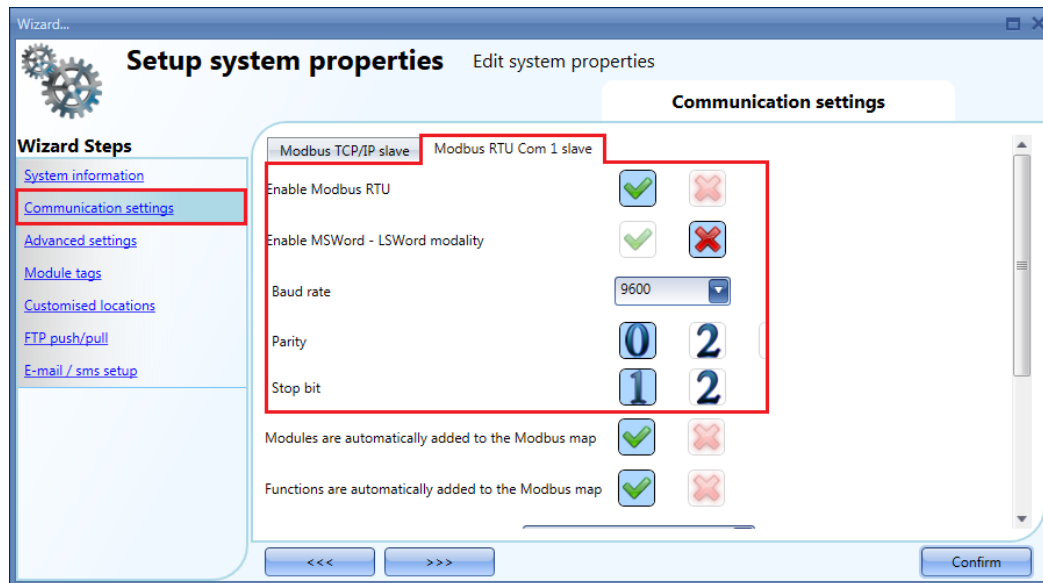 Wizard...
Setup system properties Edit system properties
Communication settings
Wizard Steps
System information
Communication settings
Advanced settings
Module tags
Customised locations
FTP push/pull
E-mail / sms setup
Modbus TCP/IP slave Modbus RTU Com 1 slave
Enable Modbus RTU
Enable MSWord - LSWord modality
Baud rate 9600
Parity 0 2
Stop bit 1 2
Modules are automatically added to the Modbus map
Functions are automatically added to the Modbus map
<<< >>> Confirm